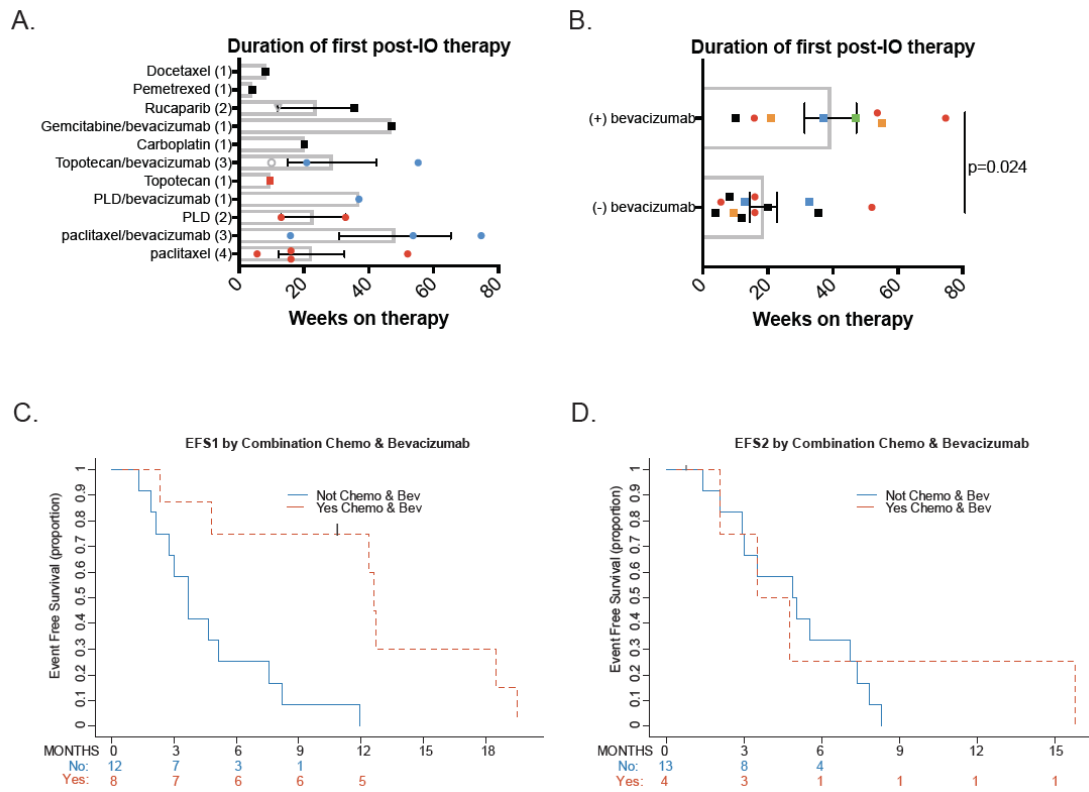 A.
Duration of first post-IO therapy
Docetaxel (1)
Pemetrexed (1)
Rucaparib (2)
Gemcitabine/bevacizumab (1)
Carboplatin (1)
Topotecan/bevacizumab (3)
Topotecan (1)
PLD/bevacizumab (1)
PLD (2)
paclitaxel/bevacizumab (3)
paclitaxel (4)
0 20 40 60 80
Weeks on therapy
B.
Duration of first post-IO therapy
(+) bevacizumab
(-) bevacizumab
p=0.024
0 20 40 60 80
Weeks on therapy
C.
EFS1 by Combination Chemo & Bevacizumab
Event Free Survival (proportion)
1
0.9
0.8
0.7
0.6
0.5
0.4
0.3
0.2
0.1
0
Not Chemo & Bev
Yes Chemo & Bev
MONTHS 0 3 6 9 12 15 18
No: 12 7 3 1
Yes: 8 7 6 6 5
D.
EFS2 by Combination Chemo & Bevacizumab
Event Free Survival (proportion)
1
0.9
0.8
0.7
0.6
0.5
0.4
0.3
0.2
0.1
0
Not Chemo & Bev
Yes Chemo & Bev
MONTHS 0 3 6 9 12 15
No: 13 8 4
Yes: 4 3 1 1 1 1